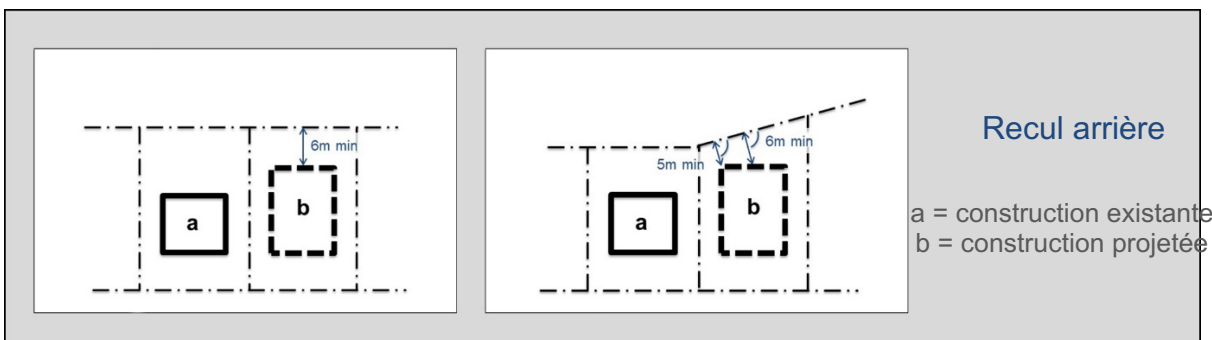 6m min
a
b
5m min
6m min
a
b
Recul arrière
a = construction existante
b = construction projetée